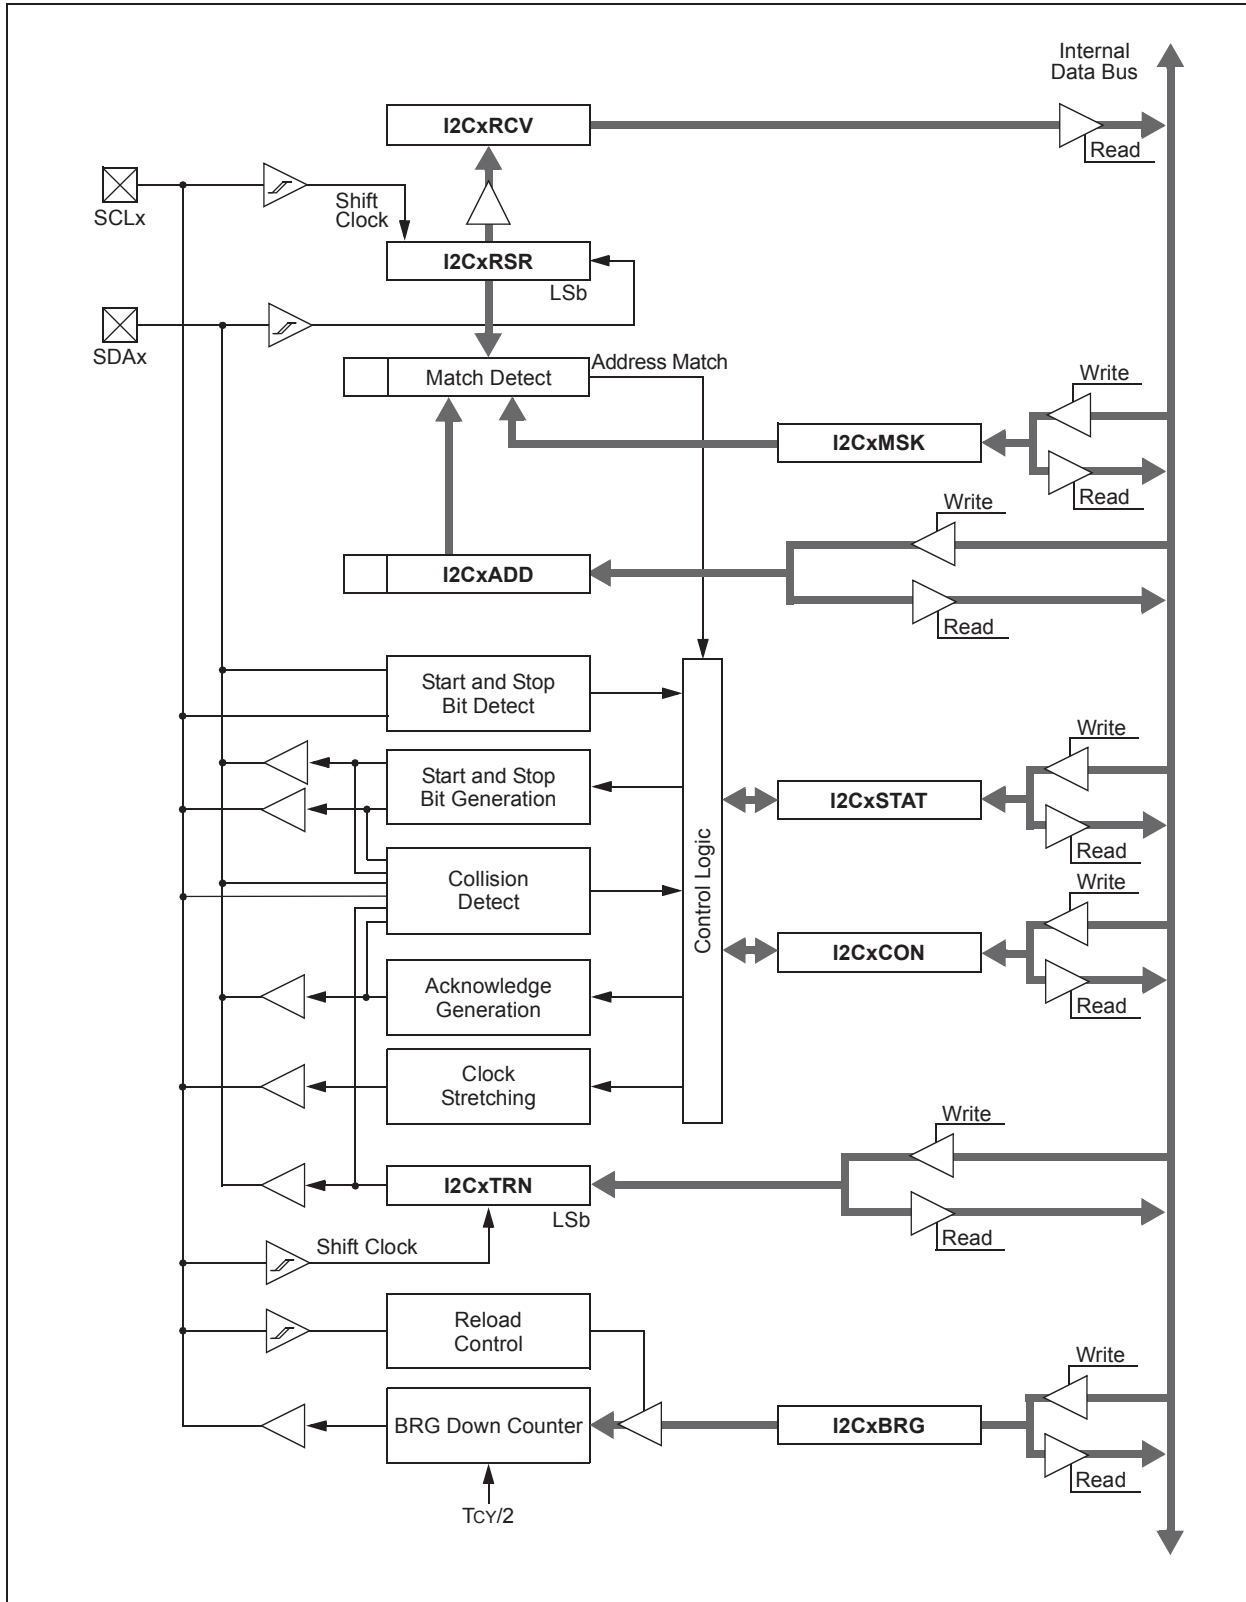 Internal
Data Bus
I2CxRCV
Read
SCLx
Shift
Clock
I2CxRSR
LSb
SDAx
Match Detect
Address Match
Write
I2CxMSK
Read
Write
I2CxADD
Read
Start and Stop
Bit Detect
Write
Start and Stop
Bit Generation
I2CxSTAT
Read
Control Logic
Collision
Detect
Write
I2CxCON
Read
Acknowledge
Generation
Clock
Stretching
Write
I2CxTRN
LSb
Read
Shift Clock
Reload
Control
Write
BRG Down Counter
I2CxBRG
Read
TCY/2